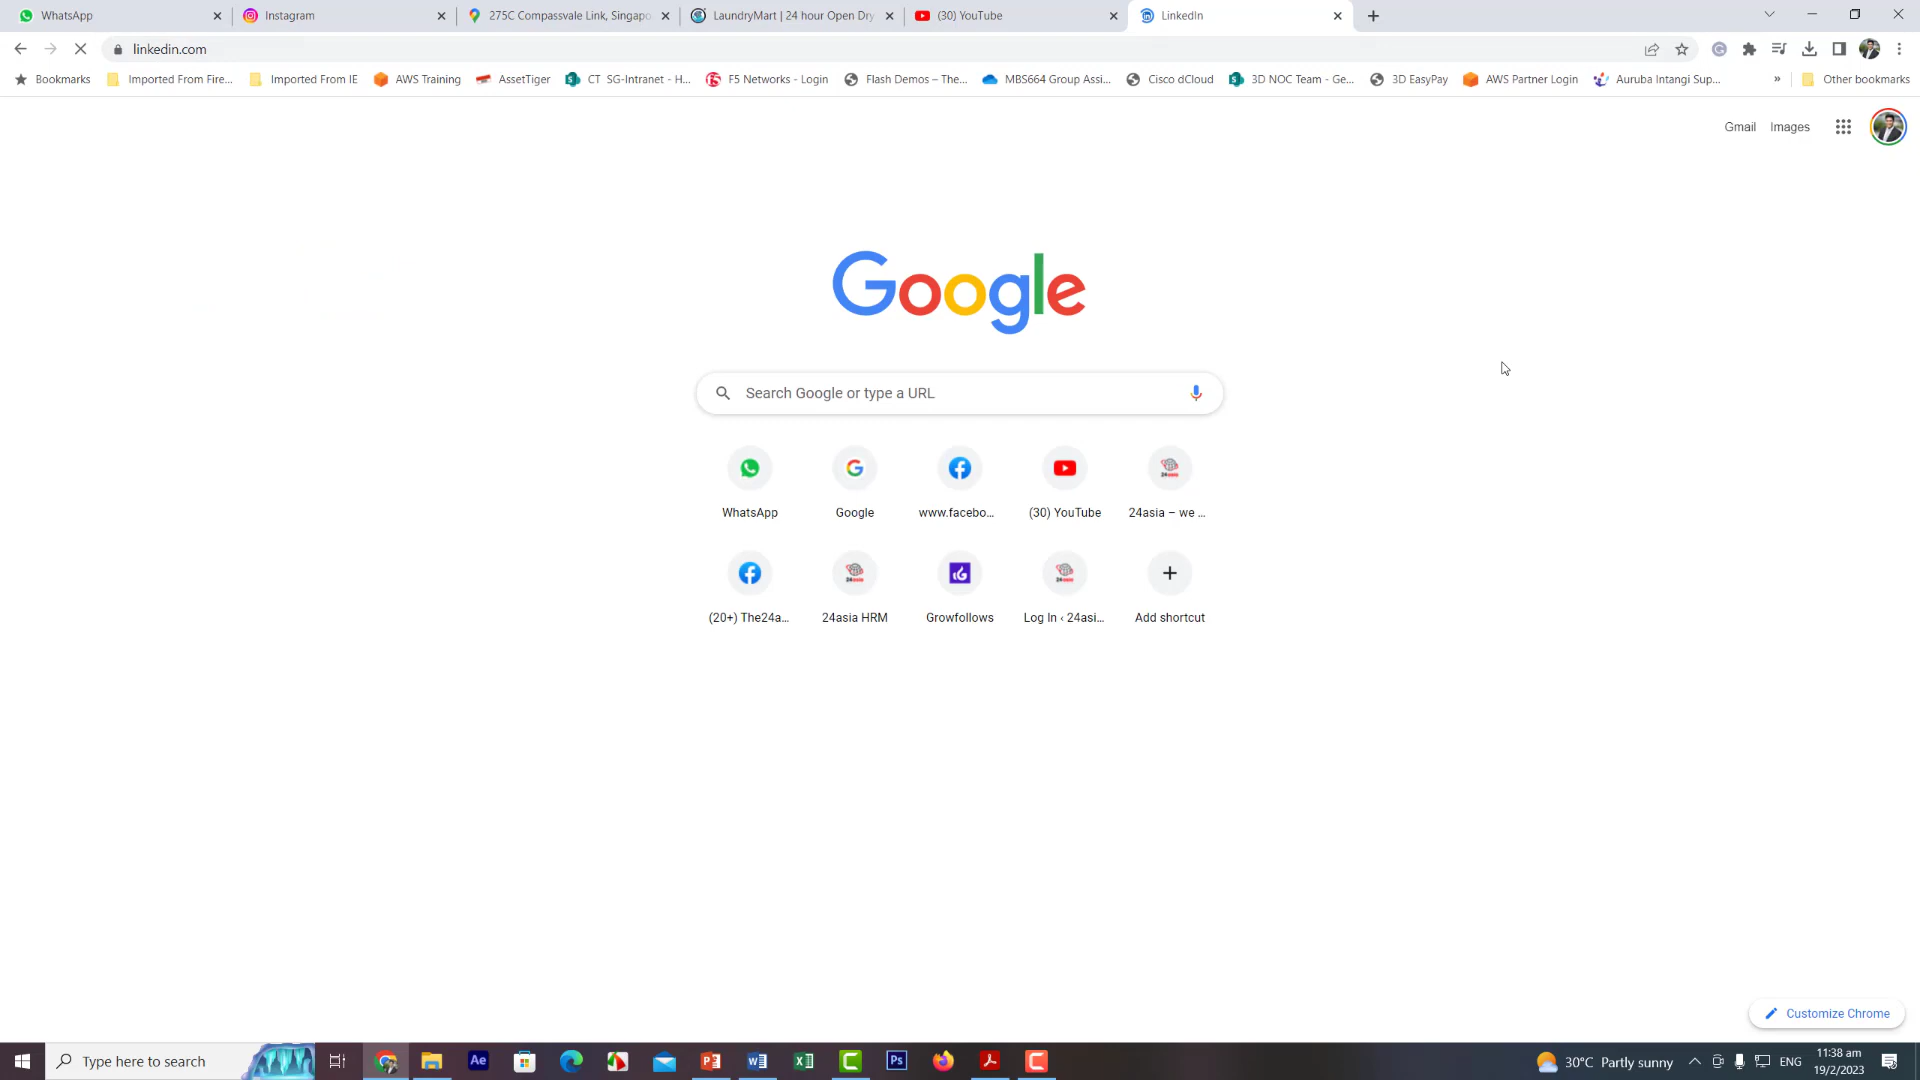 WhatsApp
Instagram
275C Compassvale Link, Singapo
LaundryMart | 24 hour Open Dry
(30) YouTube
LinkedIn
linkedin.com
Bookmarks
Imported From Fire...
Imported From IE
AWS Training
AssetTiger
CT SG-Intranet - H...
F5 Networks - Login
Flash Demos – The...
MBS664 Group Assi...
Cisco dCloud
3D NOC Team - Ge...
3D EasyPay
AWS Partner Login
Auruba Intangi Sup...
»
Other bookmarks
Gmail
Images
Google
Search Google or type a URL
WhatsApp
Google
www.facebo...
(30) YouTube
24asia – we ...
(20+) The24a...
24asia HRM
Growfollows
Log In ‹ 24asi...
Add shortcut
Customize Chrome
Type here to search
Ae
Ps
30°C Partly sunny
ENG
11:38 am
19/2/2023